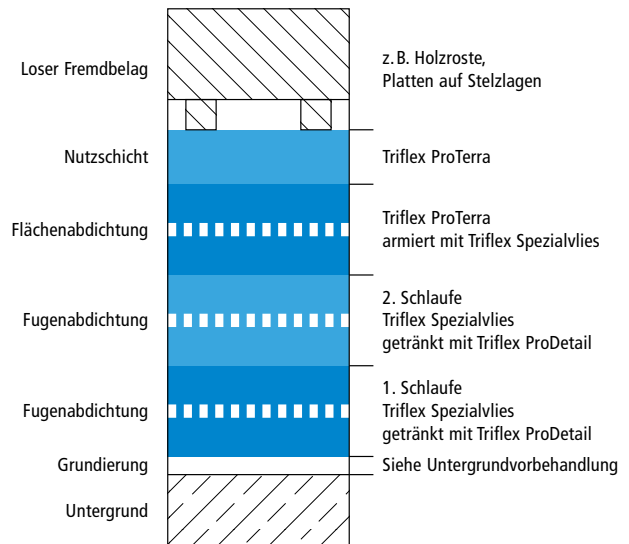 Loser Fremdbelag
z. B. Holzroste,
Platten auf Stelzlagen
Nutzschicht
Triflex ProTerra
Flächenabdichtung
Triflex ProTerra
armiert mit Triflex Spezialvlies
Fugenabdichtung
2. Schlaufe
Triflex Spezialvlies
getränkt mit Triflex ProDetail
Fugenabdichtung
1. Schlaufe
Triflex Spezialvlies
getränkt mit Triflex ProDetail
Grundierung
Siehe Untergrundvorbehandlung
Untergrund